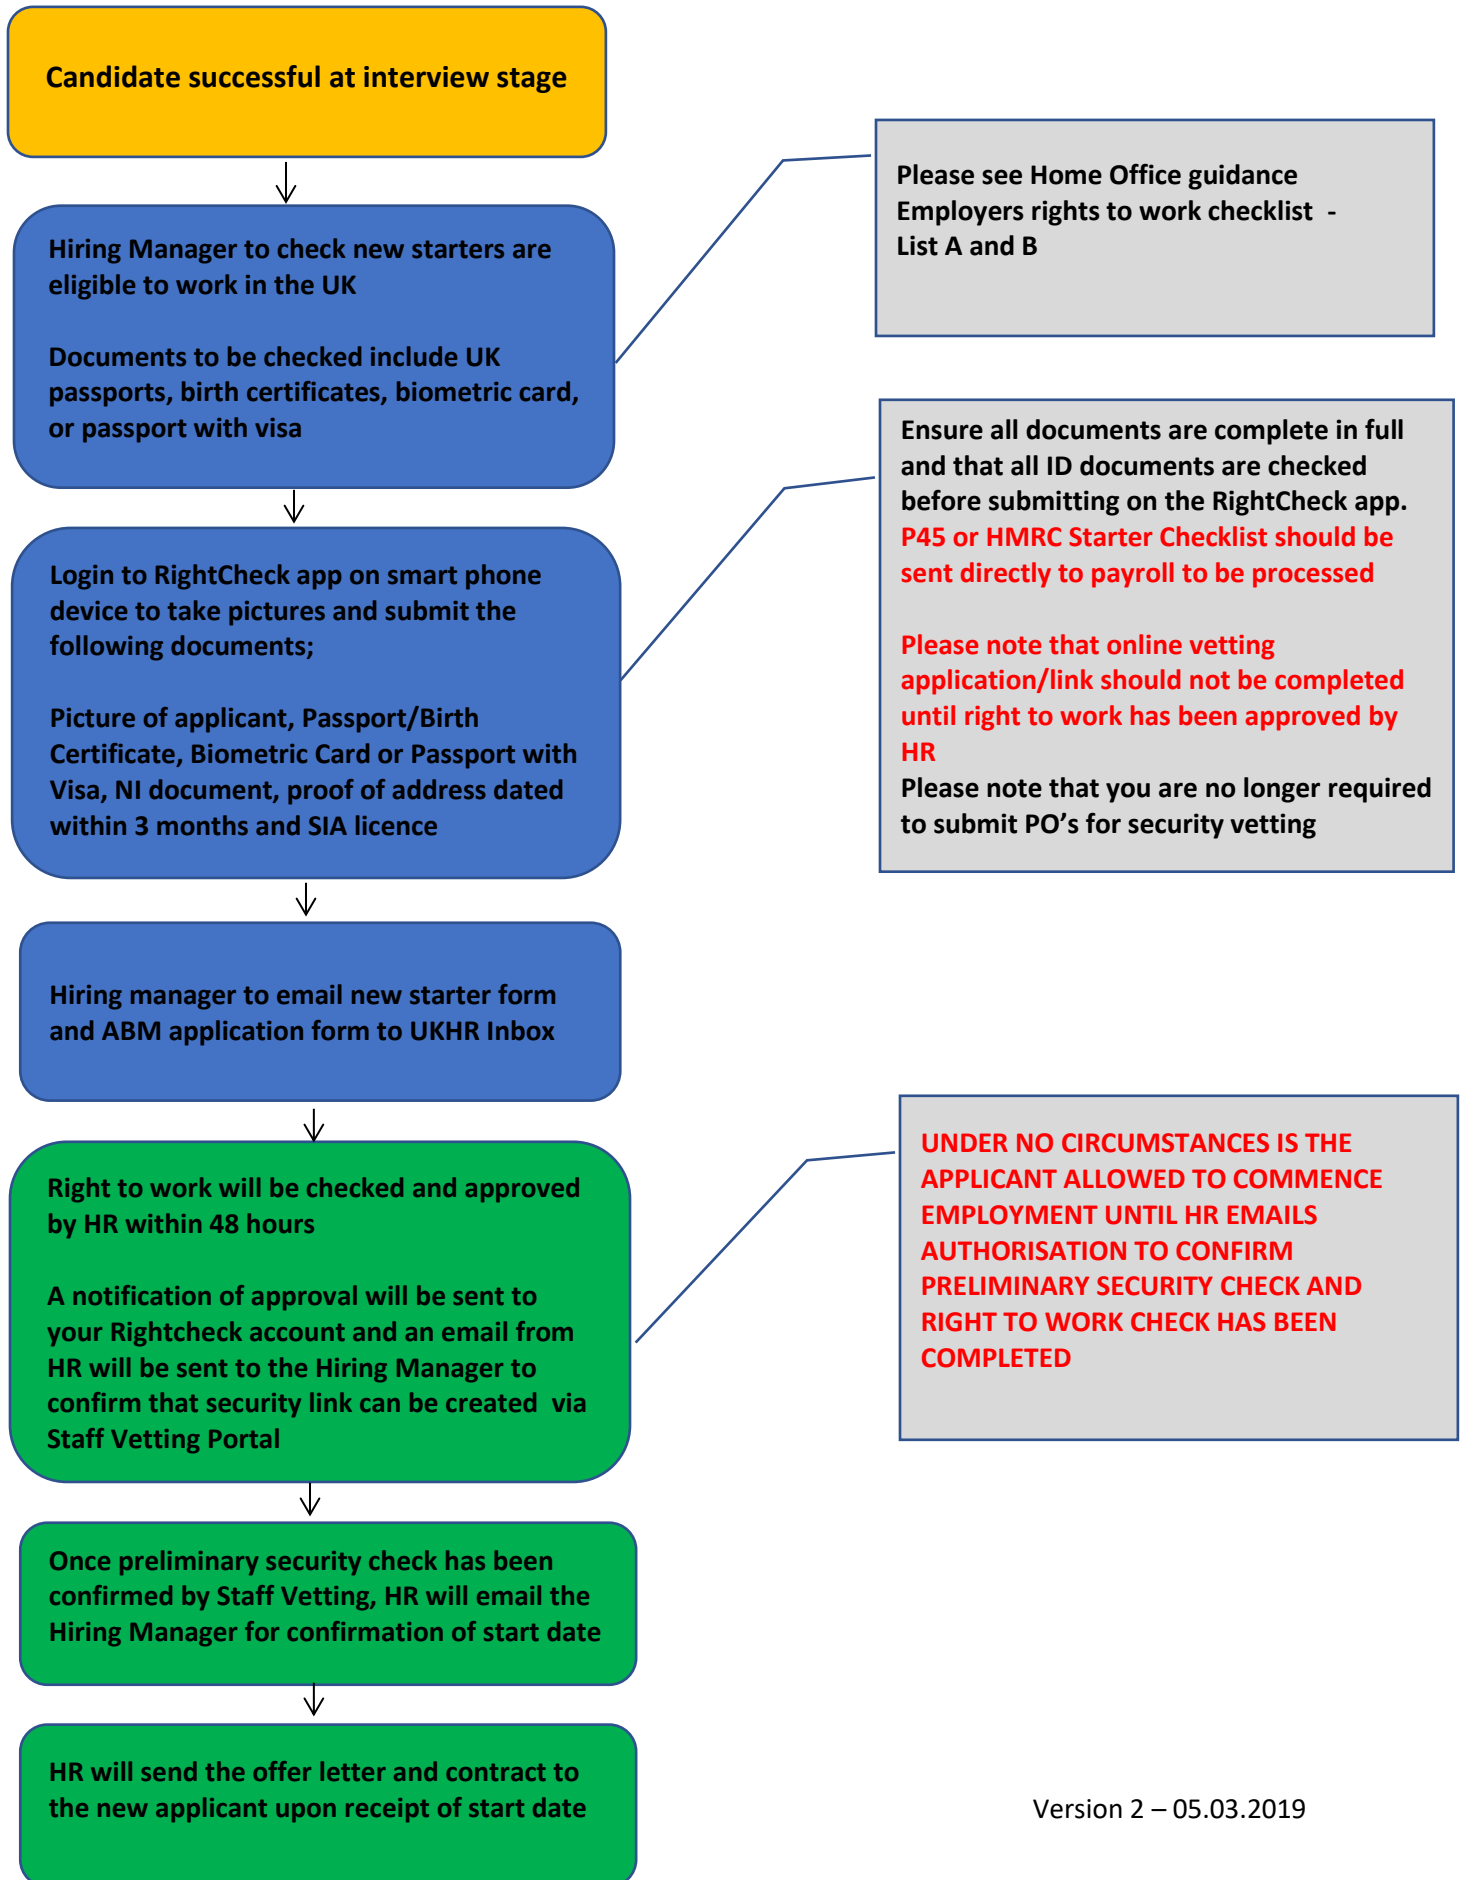 Candidate successful at interview stage
Please see Home Office guidance
Employers rights to work checklist  -
List A and B
Hiring Manager to check new starters are
eligible to work in the UK
Documents to be checked include UK
passports, birth certificates, biometric card,
or passport with visa
Ensure all documents are complete in full
and that all ID documents are checked
before submitting on the RightCheck app.
P45 or HMRC Starter Checklist should be
sent directly to payroll to be processed
Please note that online vetting
application/link should not be completed
until right to work has been approved by
HR
Please note that you are no longer required
to submit PO’s for security vetting
Login to RightCheck app on smart phone
device to take pictures and submit the
following documents;
Picture of applicant, Passport/Birth
Certificate, Biometric Card or Passport with
Visa, NI document, proof of address dated
within 3 months and SIA licence
Hiring manager to email new starter form
and ABM application form to UKHR Inbox
UNDER NO CIRCUMSTANCES IS THE
APPLICANT ALLOWED TO COMMENCE
EMPLOYMENT UNTIL HR EMAILS
AUTHORISATION TO CONFIRM
PRELIMINARY SECURITY CHECK AND
RIGHT TO WORK CHECK HAS BEEN
COMPLETED
Right to work will be checked and approved
by HR within 48 hours
A notification of approval will be sent to
your Rightcheck account and an email from
HR will be sent to the Hiring Manager to
confirm that security link can be created  via
Staff Vetting Portal
Once preliminary security check has been
confirmed by Staff Vetting, HR will email the
Hiring Manager for confirmation of start date
HR will send the offer letter and contract to
the new applicant upon receipt of start date
Version 2 – 05.03.2019